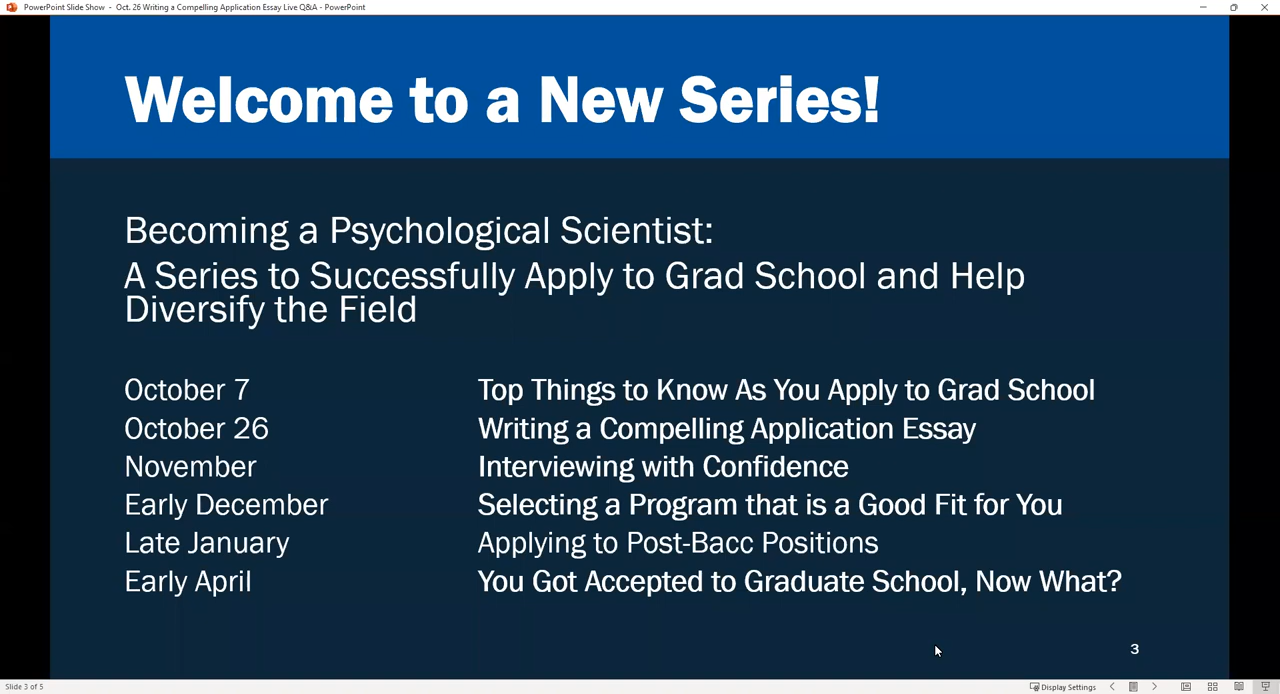 PowerPoint Slide Show - Oct. 26 Writing a Compelling Application Essay Live Q&A - PowerPoint
Welcome to a New Series!
Becoming a Psychological Scientist:
A Series to Successfully Apply to Grad School and Help
Diversify the Field
October 7 Top Things to Know As You Apply to Grad School
October 26 Writing a Compelling Application Essay
November Interviewing with Confidence
Early December Selecting a Program that is a Good Fit for You
Late January Applying to Post-Bacc Positions
Early April You Got Accepted to Graduate School, Now What?
3
Slide 3 of 5 Display Settings